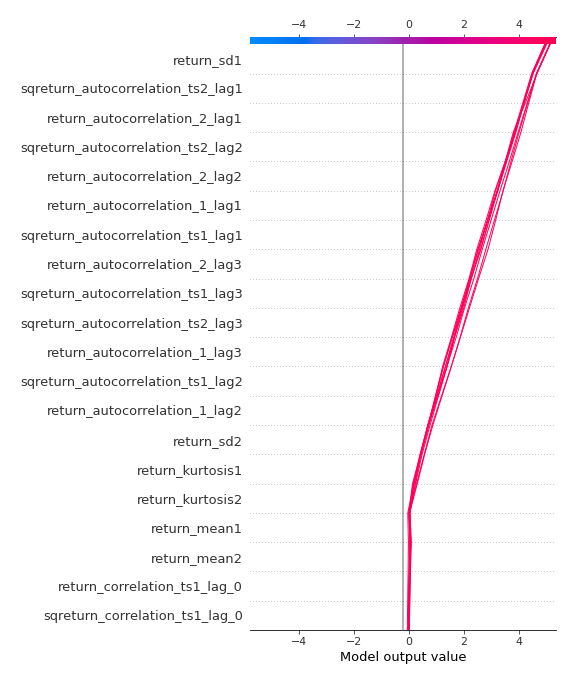 −4 −2 0 2 4
return_sd1
sqreturn_autocorrelation_ts2_lag1
return_autocorrelation_2_lag1
sqreturn_autocorrelation_ts2_lag2
return_autocorrelation_2_lag2
return_autocorrelation_1_lag1
sqreturn_autocorrelation_ts1_lag1
return_autocorrelation_2_lag3
sqreturn_autocorrelation_ts1_lag3
sqreturn_autocorrelation_ts2_lag3
return_autocorrelation_1_lag3
sqreturn_autocorrelation_ts1_lag2
return_autocorrelation_1_lag2
return_sd2
return_kurtosis1
return_kurtosis2
return_mean1
return_mean2
return_correlation_ts1_lag_0
sqreturn_correlation_ts1_lag_0
−4 −2 0 2 4
Model output value